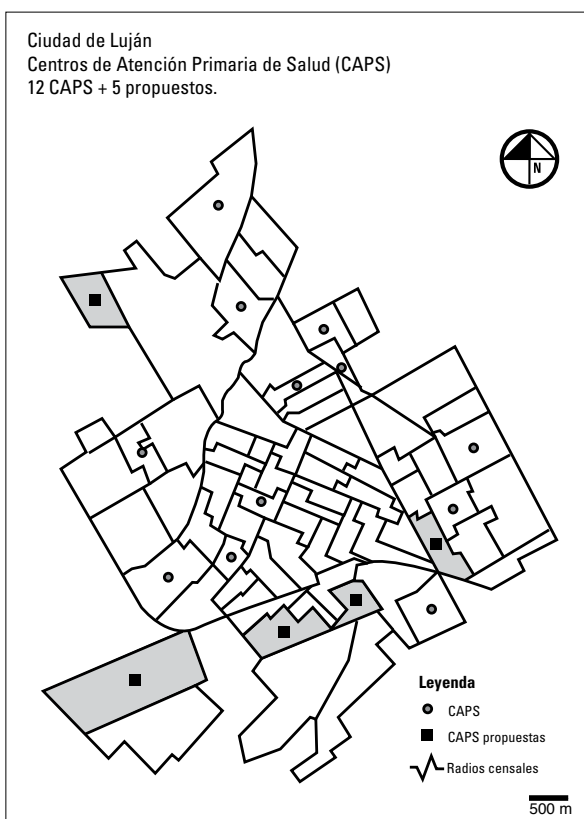 Ciudad de Luján
Centros de Atención Primaria de Salud (CAPS)
12 CAPS + 5 propuestos.
N
Leyenda
CAPS
CAPS propuestas
Radios censales
500 m